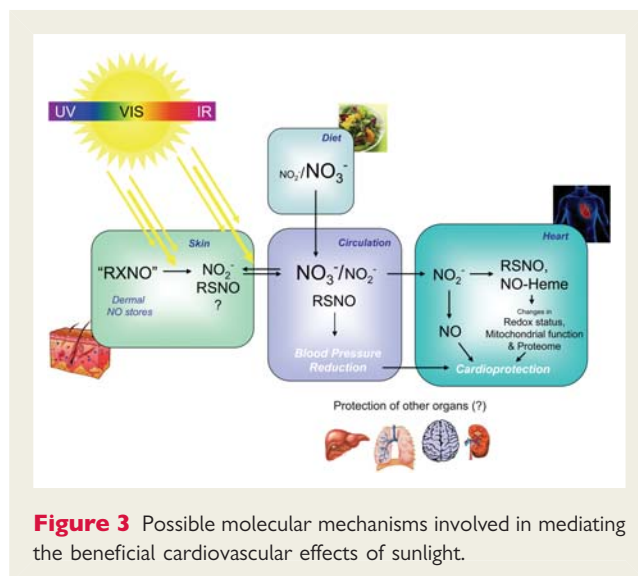 UV VIS IR
Diet
NO₂⁻/NO₃⁻
Skin
"RXNO"
Dermal
NO stores
NO₂⁻
RSNO
?
Circulation
NO₃⁻/NO₂⁻
RSNO
Blood Pressure
Reduction
Heart
NO₂⁻
NO
RSNO,
NO-Heme
Changes in
Redox status,
Mitochondrial function
& Proteome
Cardioprotection
Protection of other organs (?)
Figure 3 Possible molecular mechanisms involved in mediating
the beneficial cardiovascular effects of sunlight.